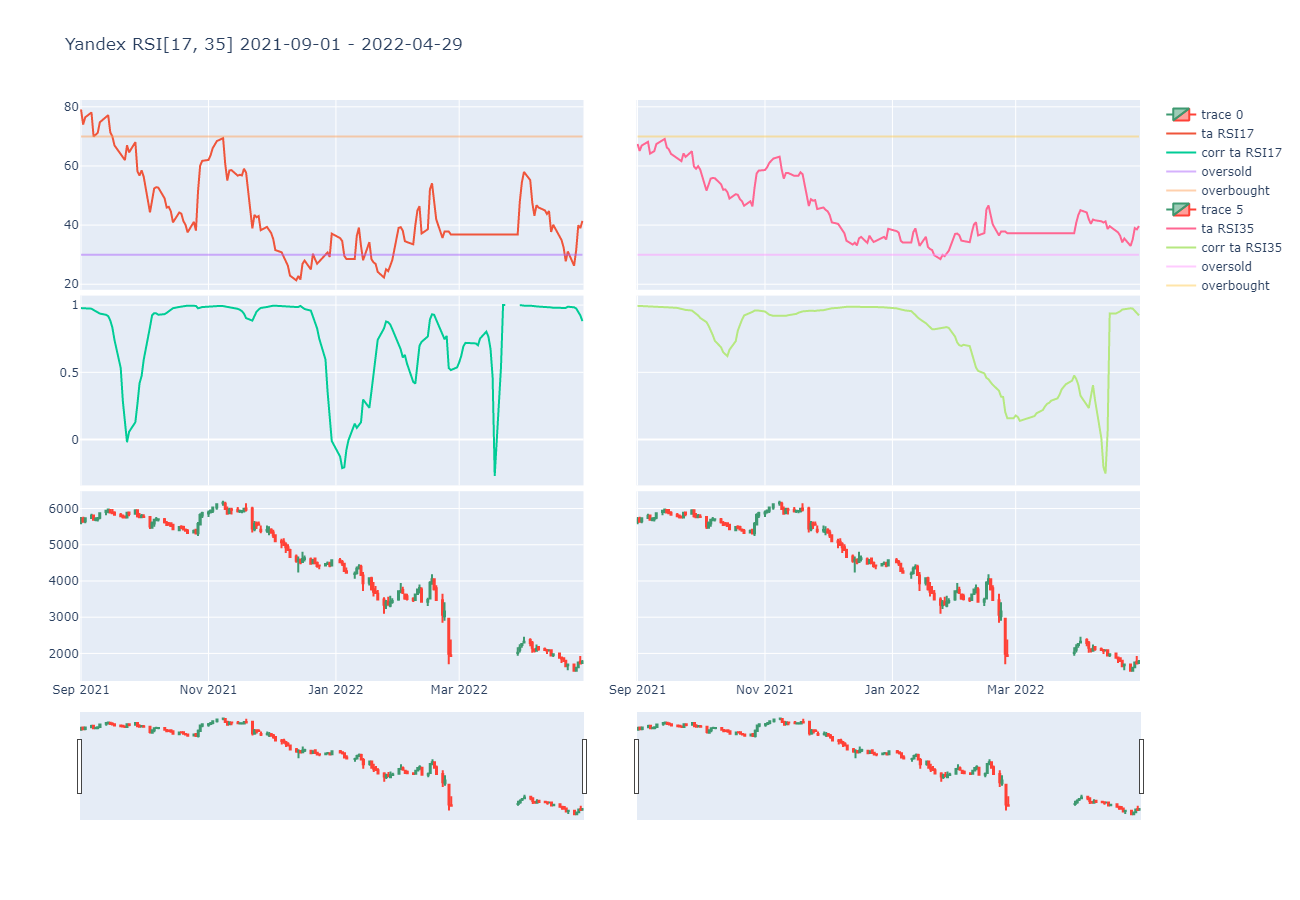 Yandex RSI[17, 35] 2021-09-01 - 2022-04-29
80
60
40
20
1
0.5
0
6000
5000
4000
3000
2000
Sep 2021 Nov 2021 Jan 2022 Mar 2022
Sep 2021 Nov 2021 Jan 2022 Mar 2022
trace 0
ta RSI17
corr ta RSI17
oversold
overbought
trace 5
ta RSI35
corr ta RSI35
oversold
overbought